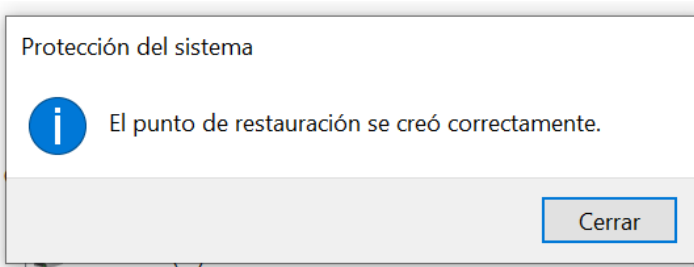 Protección del sistema
El punto de restauración se creó correctamente.
Cerrar